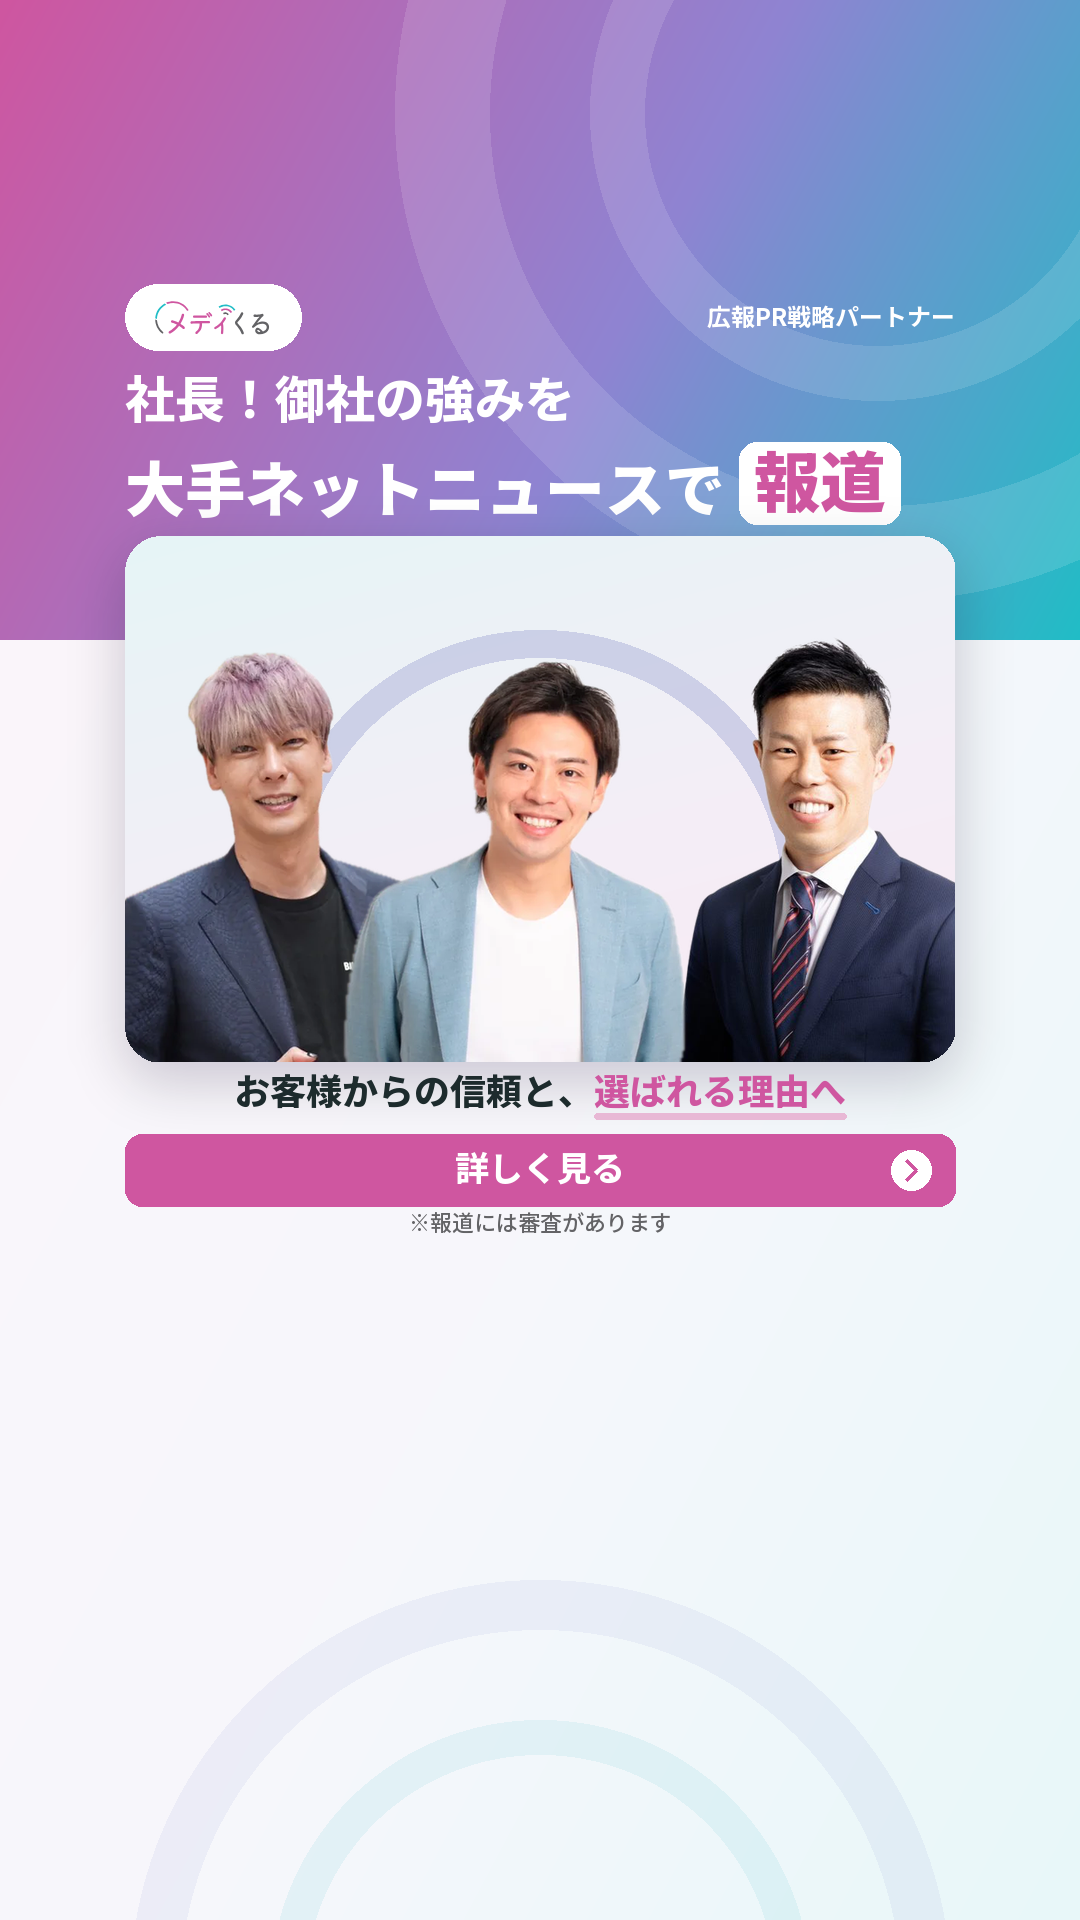 メディくる
広報PR戦略パートナー
社長！御社の強みを
大手ネットニュースで 報道
お客様からの信頼と、選ばれる理由へ
詳しく見る
※報道には審査があります